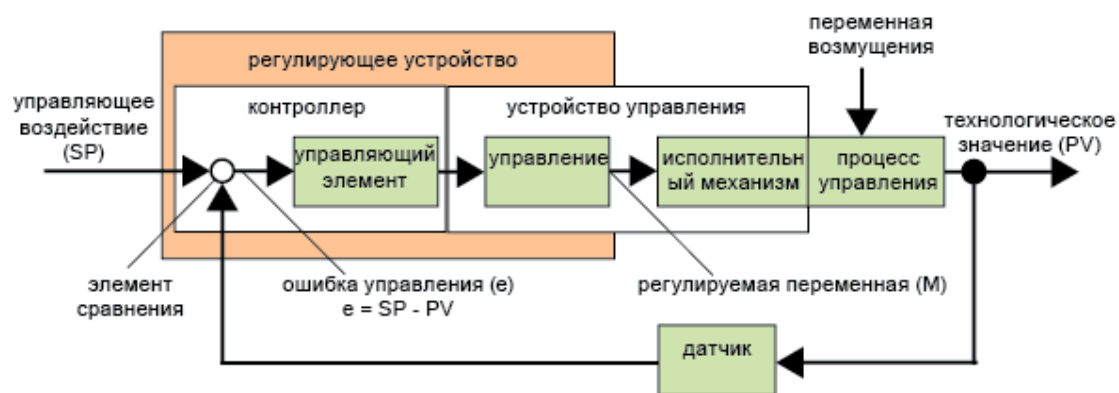 переменная
возмущения
регулирующее устройство
управляющее
воздействие
(SP)
контроллер
устройство управления
технологическое
значение (PV)
управляющий
элемент
управление
исполнительн
ый механизм
процесс
управления
элемент
сравнения
ошибка управления (e)
e = SP - PV
регулируемая переменная (M)
датчик